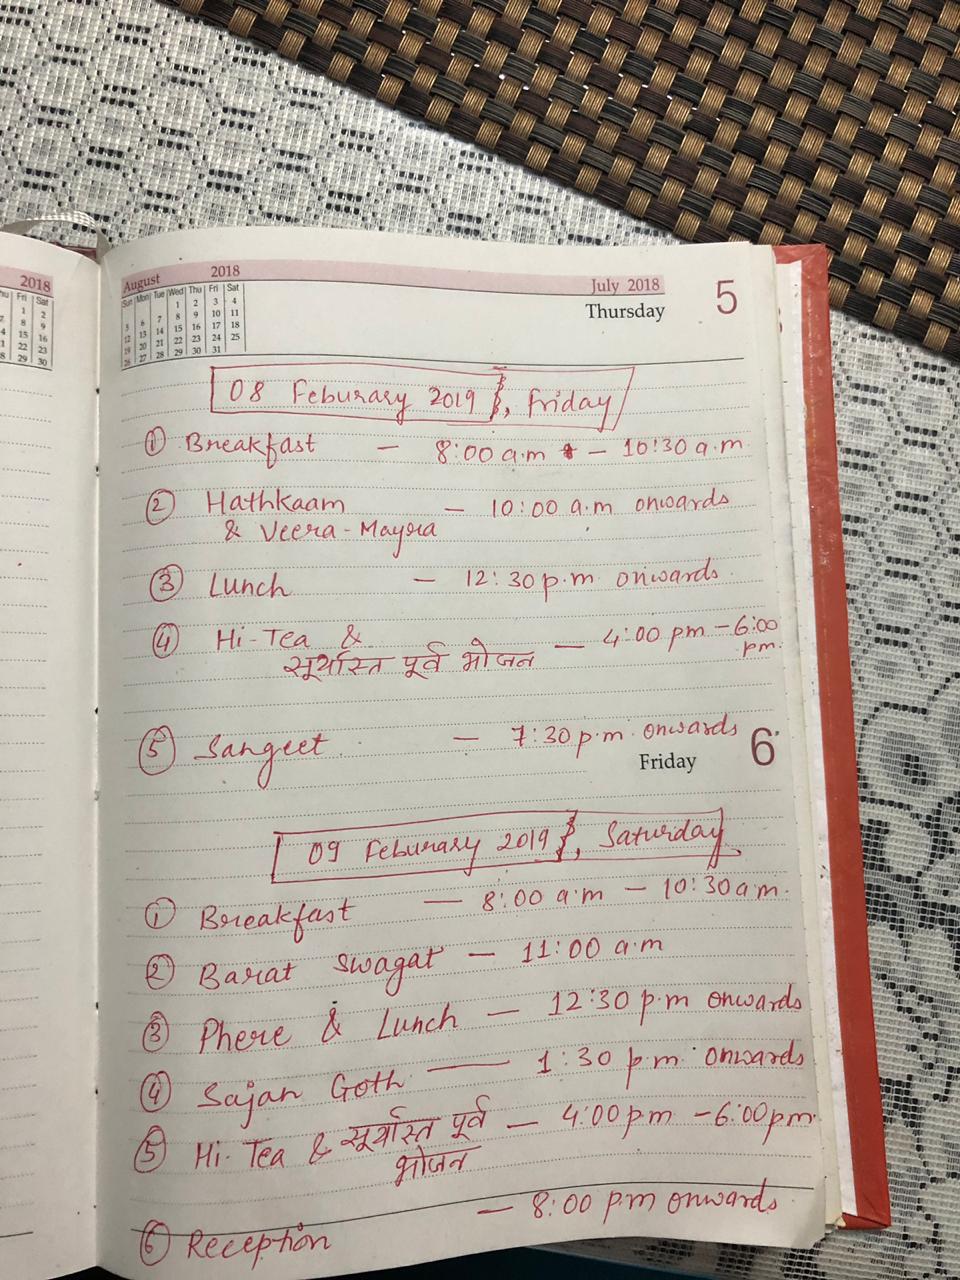 2018
Fri Sat
1 2
8 9
15 16
22 23
29 30
August 2018
Sun Mon Tue Wed Thu Fri Sat
1 2 3 4
5 6 7 8 9 10 11
12 13 14 15 16 17 18
19 20 21 22 23 24 25
26 27 28 29 30 31
July 2018
Thursday 5
08 Feburary 2019, Friday
① Breakfast — 8:00 a.m — 10:30 a.m
② Hathkaam — 10:00 a.m onwards
& Veera-Mayra
③ Lunch — 12:30 p.m. onwards
④ Hi-Tea & — 4:00 pm – 6:00 pm.
सूर्यास्त पूर्व भोजन
⑤ Sangeet — 7:30 p.m. onwards
Friday 6
09 Feburary 2019, Saturday
① Breakfast — 8:00 a.m — 10:30 a.m.
② Barat Swagat — 11:00 a.m
③ Phere & Lunch — 12:30 p.m onwards
④ Sajan Goth — 1:30 p.m. onwards
⑤ Hi-Tea & सूर्यास्त पूर्व — 4:00 pm – 6:00 pm.
भोजन
⑥ Reception — 8:00 p.m onwards